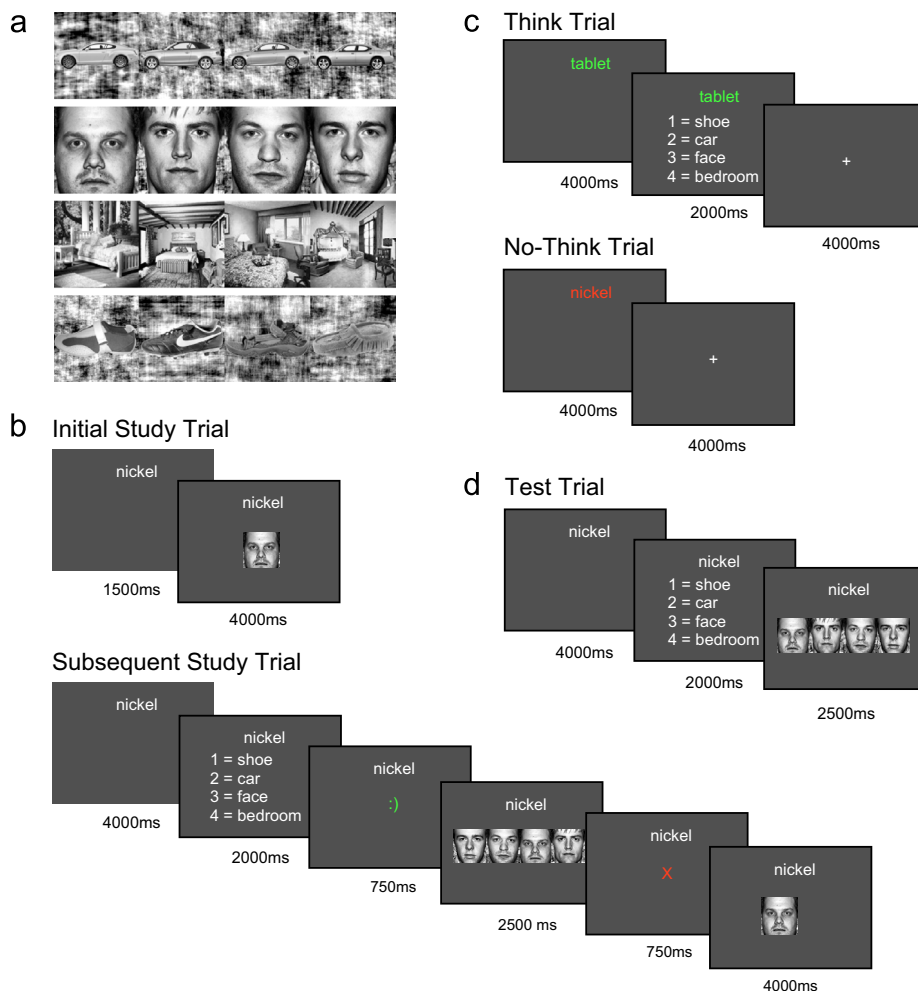 a
b
Initial Study Trial
nickel
1500ms
nickel
4000ms
Subsequent Study Trial
nickel
4000ms
nickel
1 = shoe
2 = car
3 = face
4 = bedroom
2000ms
nickel
:)
750ms
nickel
2500 ms
nickel
X
750ms
nickel
4000ms
c
Think Trial
tablet
4000ms
tablet
1 = shoe
2 = car
3 = face
4 = bedroom
2000ms
+
4000ms
No-Think Trial
nickel
4000ms
+
4000ms
d
Test Trial
nickel
4000ms
nickel
1 = shoe
2 = car
3 = face
4 = bedroom
2000ms
nickel
2500ms